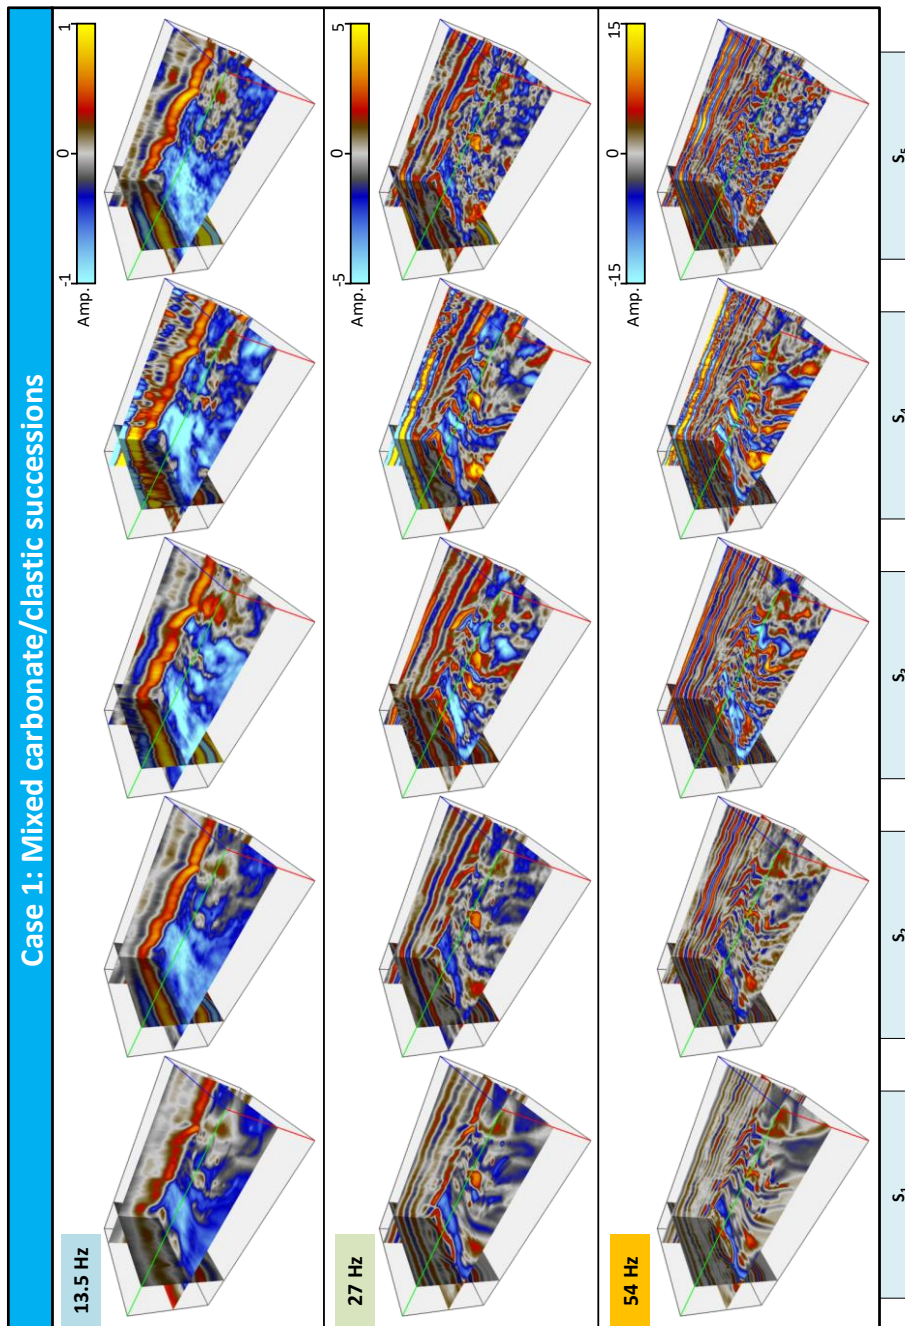 Case 1: Mixed carbonate/clastic successions
13.5 Hz
Amp. -1 0 1
27 Hz
Amp. -5 0 5
54 Hz
Amp. -15 0 15
S₁ S₂ S₃ S₄ S₅